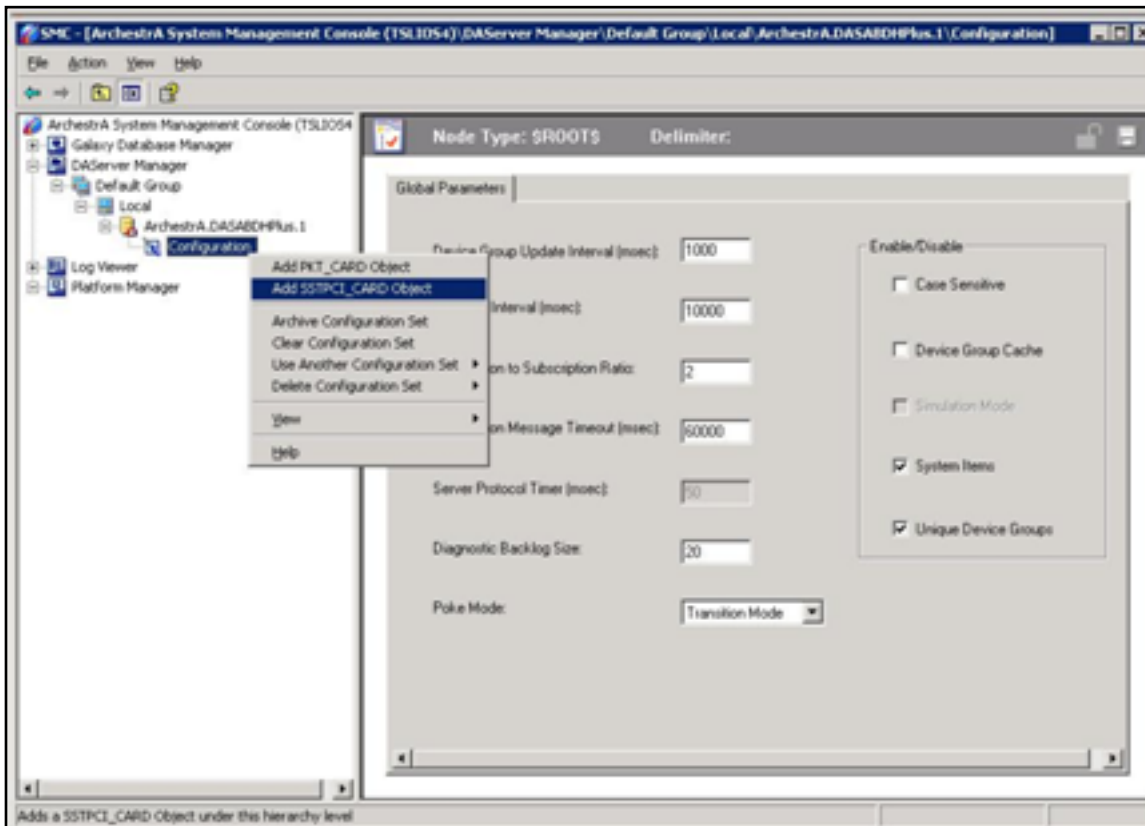 SMC - [ArchestrA System Management Console (TSLIOS4)\DAServer Manager\Default Group\Local\ArchestrA.DASABDHPlus.1\Configuration]
File Action View Help
ArchestrA System Management Console (TSLIOS4
Galaxy Database Manager
DAServer Manager
Default Group
Local
ArchestrA.DASABDHPlus.1
Configuration
Log Viewer
Platform Manager
Add PKT_CARD Object
Add SSTPCI_CARD Object
Archive Configuration Set
Clear Configuration Set
Use Another Configuration Set
Delete Configuration Set
View
Help
Node Type: $ROOT$ Delimiter:
Global Parameters
Device Group Update Interval (msec): 1000
Interval (msec): 10000
on to Subscription Ratio: 2
on Message Timeout (msec): 60000
Server Protocol Timer (msec): 50
Diagnostic Backlog Size: 20
Poke Mode: Transition Mode
Enable/Disable
Case Sensitive
Device Group Cache
Simulation Mode
System Items
Unique Device Groups
Adds a SSTPCI_CARD Object under this hierarchy level